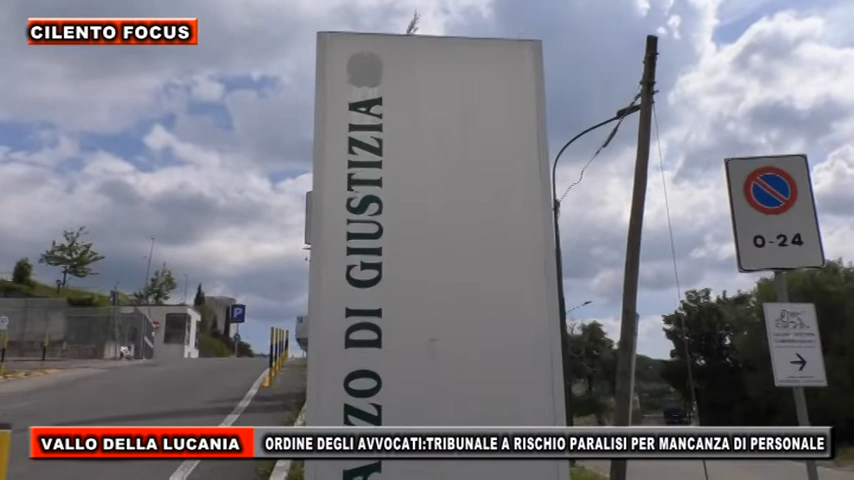 CILENTO FOCUS
AZZO DI GIUSTIZIA
0-24
P
VALLO DELLA LUCANIA
ORDINE DEGLI AVVOCATI:TRIBUNALE A RISCHIO PARALISI PER MANCANZA DI PERSONALE